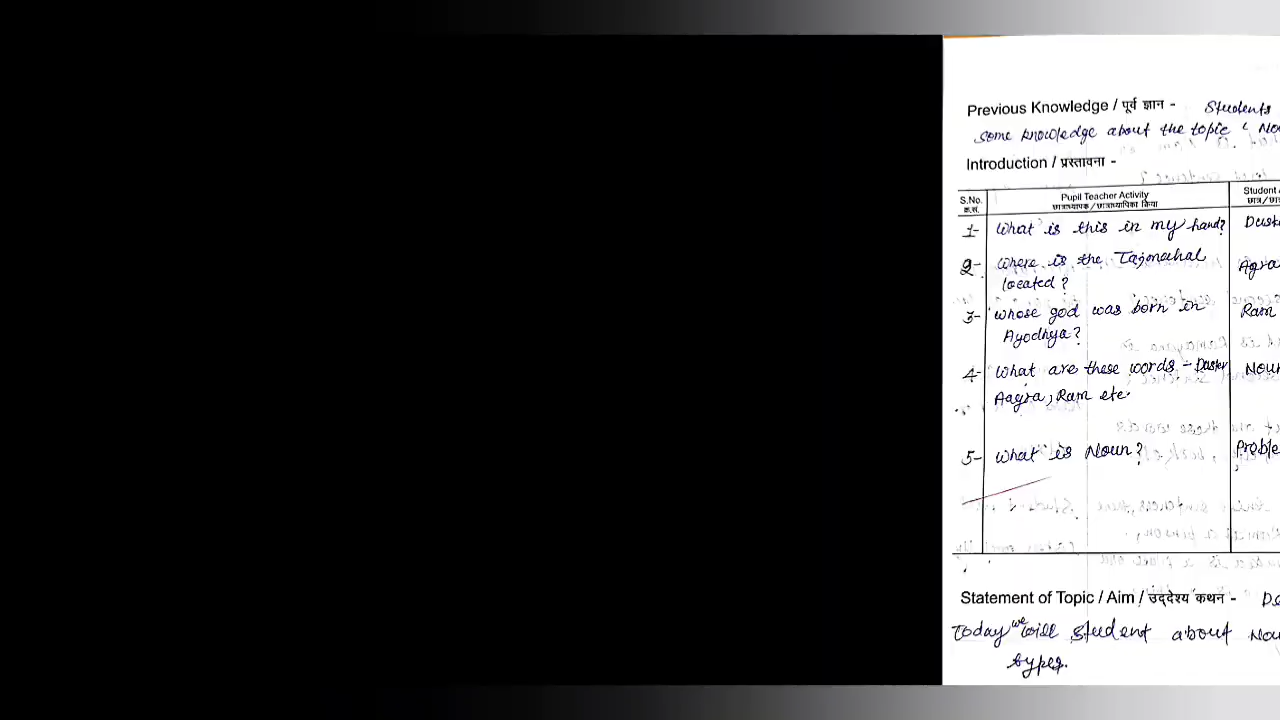 Previous Knowledge / पूर्व ज्ञान - Students
some knowledge about the topic
Introduction / प्रस्तावना -
S.No. Pupil Teacher Activity Student
क्र.सं. छात्राध्यापक/छात्राध्यापिका क्रिया
1- What is this in my hand?
2- Where is the Tajmahal Agra
located?
3- Whose god was born in Ram
Ayodhya?
4- What are these words - Duster Noun
Aagra, Ram etc.
5- What is Noun?
Statement of Topic / Aim / उद्देश्य कथन -
Today we will student about
types.